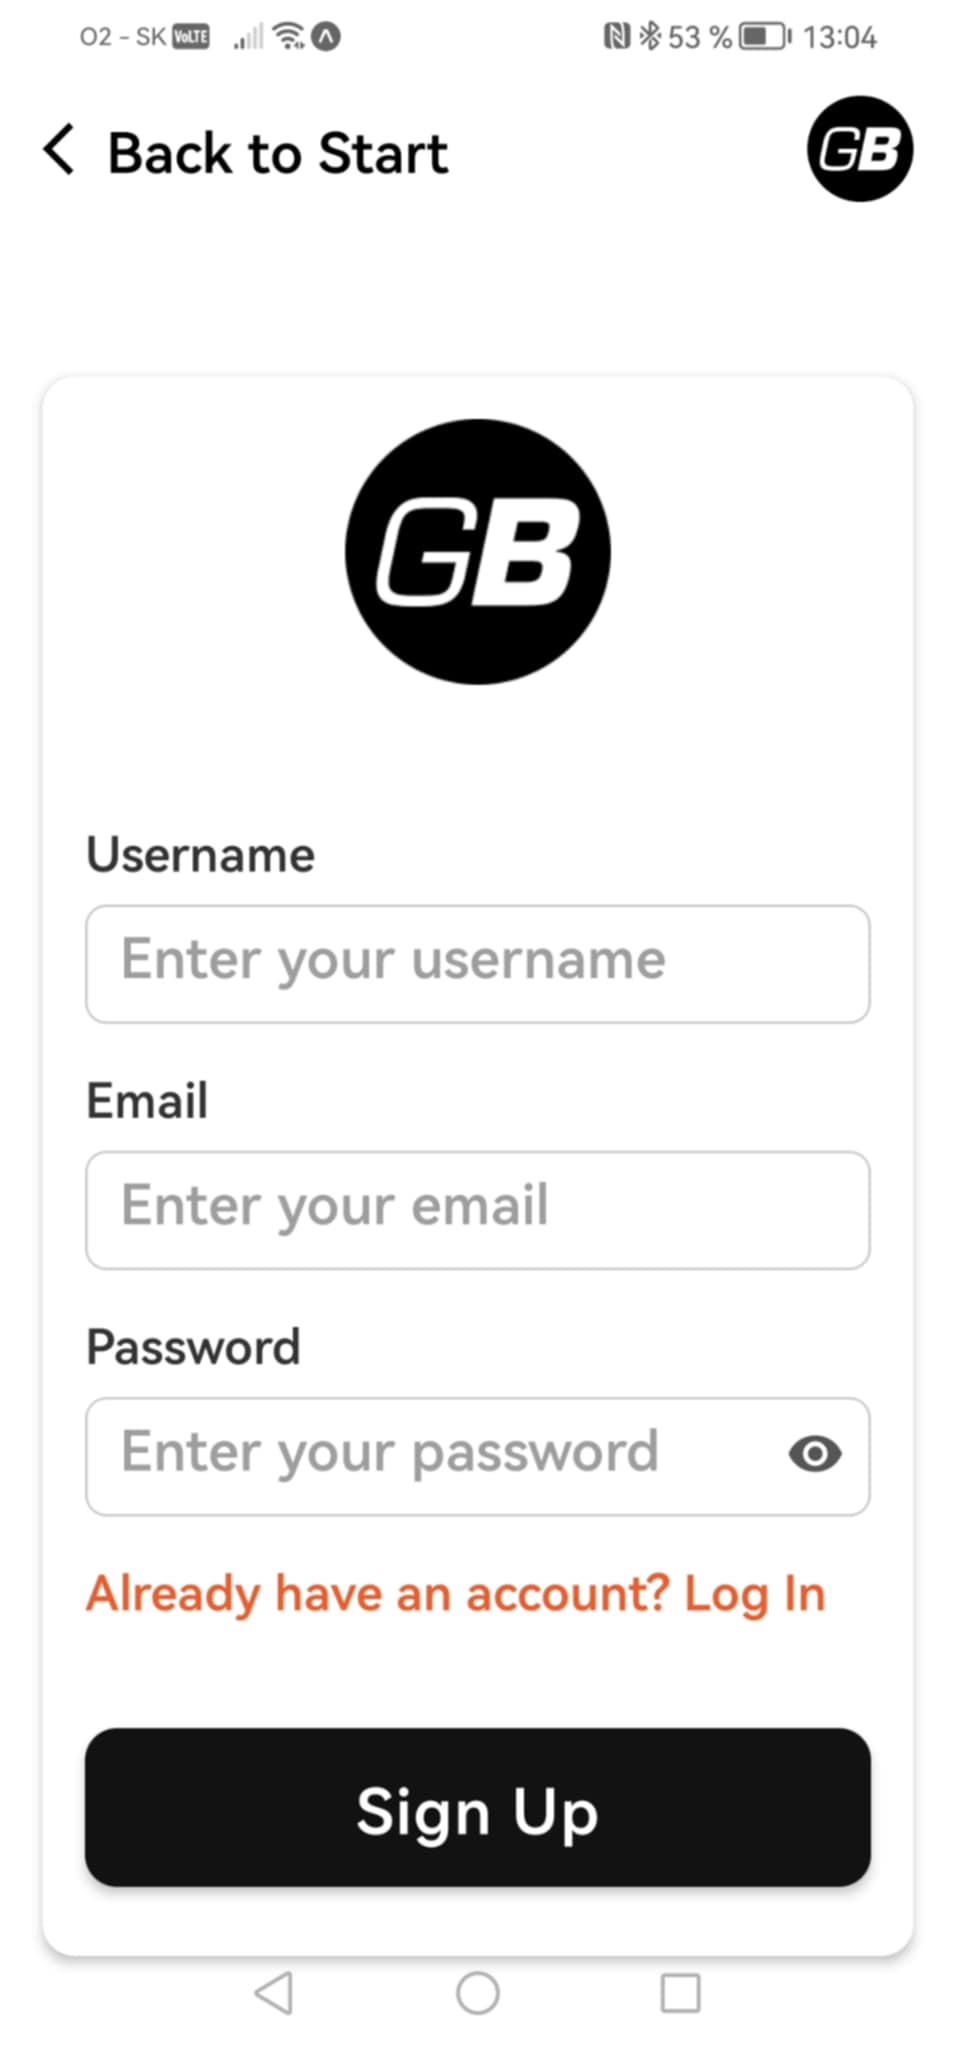 O2 - SK VoLTE 53 % 13:04
Back to Start
GB
GB
Username
Enter your username
Email
Enter your email
Password
Enter your password
Already have an account? Log In
Sign Up